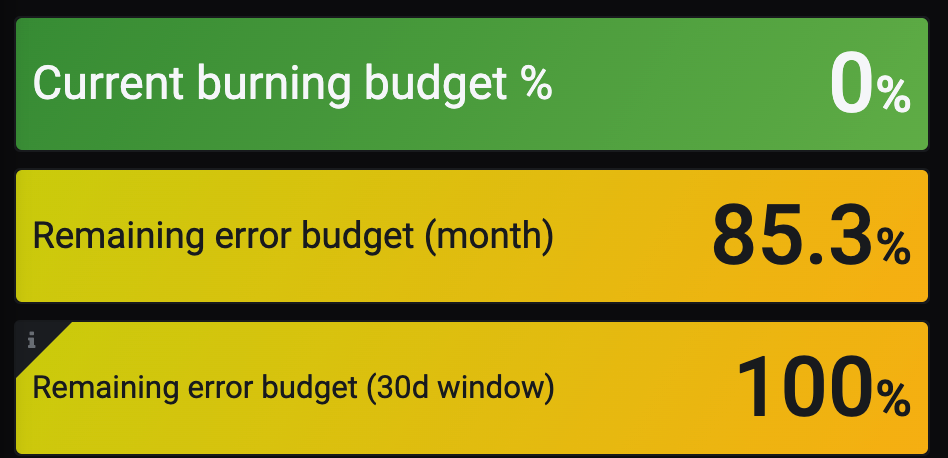 Current burning budget %
0%
Remaining error budget (month)
85.3%
i
Remaining error budget (30d window)
100%